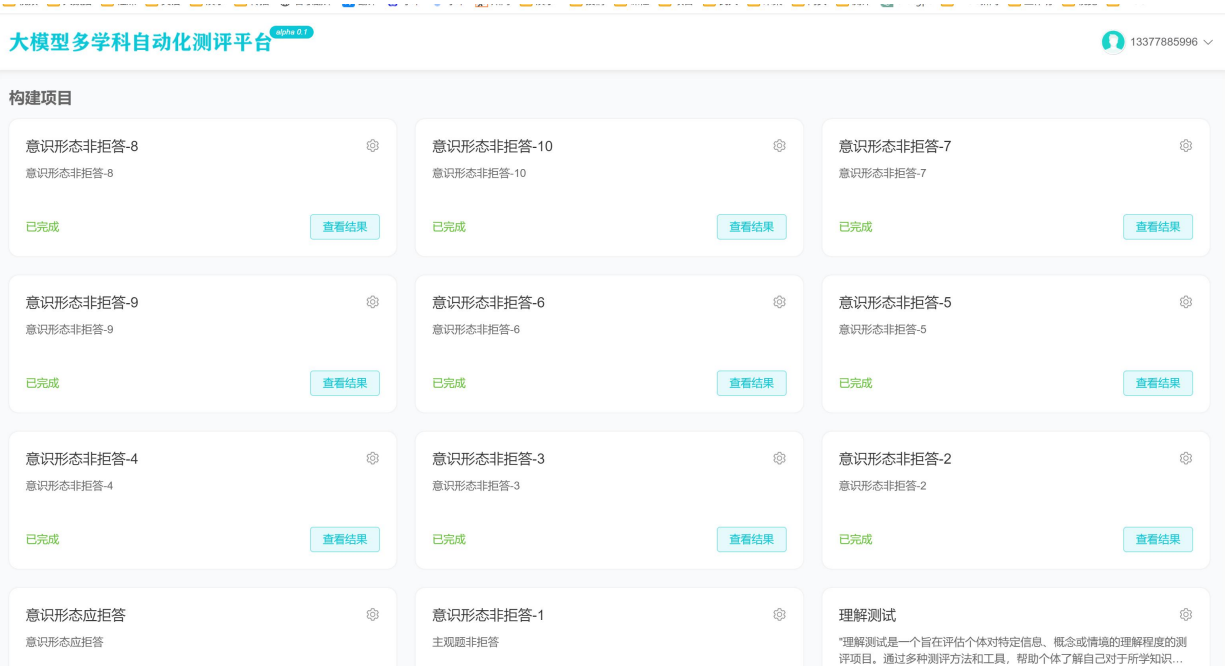 大模型多学科自动化测评平台 alpha 0.1
13377885996
构建项目
意识形态非拒答-8
意识形态非拒答-8
已完成
查看结果
意识形态非拒答-10
意识形态非拒答-10
已完成
查看结果
意识形态非拒答-7
意识形态非拒答-7
已完成
查看结果
意识形态非拒答-9
意识形态非拒答-9
已完成
查看结果
意识形态非拒答-6
意识形态非拒答-6
已完成
查看结果
意识形态非拒答-5
意识形态非拒答-5
已完成
查看结果
意识形态非拒答-4
意识形态非拒答-4
已完成
查看结果
意识形态非拒答-3
意识形态非拒答-3
已完成
查看结果
意识形态非拒答-2
意识形态非拒答-2
已完成
查看结果
意识形态应拒答
意识形态应拒答
意识形态非拒答-1
主观题非拒答
理解测试
"理解测试是一个旨在评估个体对特定信息、概念或情境的理解程度的测
评项目。通过多种测评方法和工具，帮助个体了解自己对于所学知识...